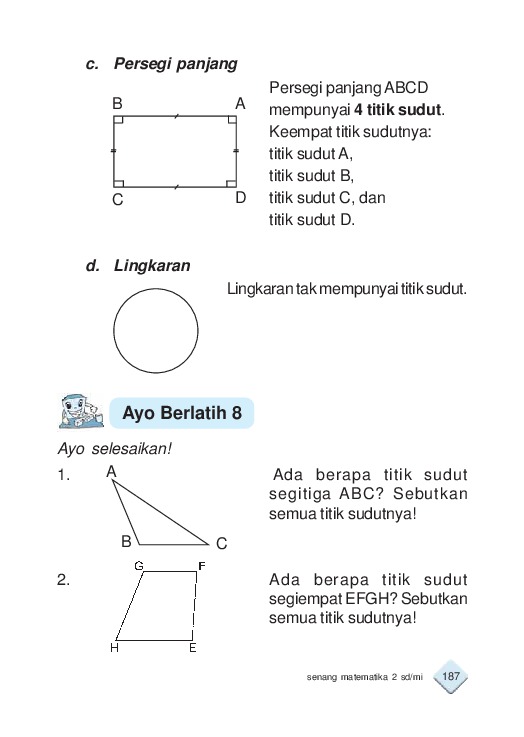 c. Persegi panjang
B A
C D
Persegi panjang ABCD
mempunyai 4 titik sudut.
Keempat titik sudutnya:
titik sudut A,
titik sudut B,
titik sudut C, dan
titik sudut D.
d. Lingkaran
Lingkaran tak mempunyai titik sudut.
Ayo Berlatih 8
Ayo selesaikan!
1.
A
B C
Ada berapa titik sudut
segitiga ABC? Sebutkan
semua titik sudutnya!
2.
G F
H E
Ada berapa titik sudut
segiempat EFGH? Sebutkan
semua titik sudutnya!
senang matematika 2 sd/mi 187